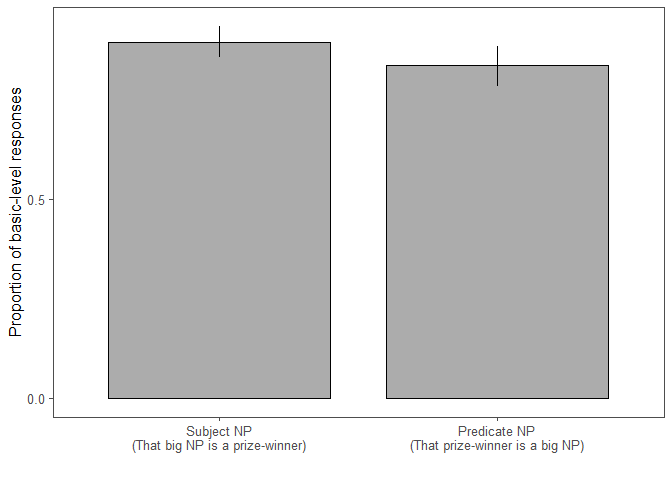 Proportion of basic-level responses
0.5
0.0
Subject NP
(That big NP is a prize-winner)
Predicate NP
(That prize-winner is a big NP)